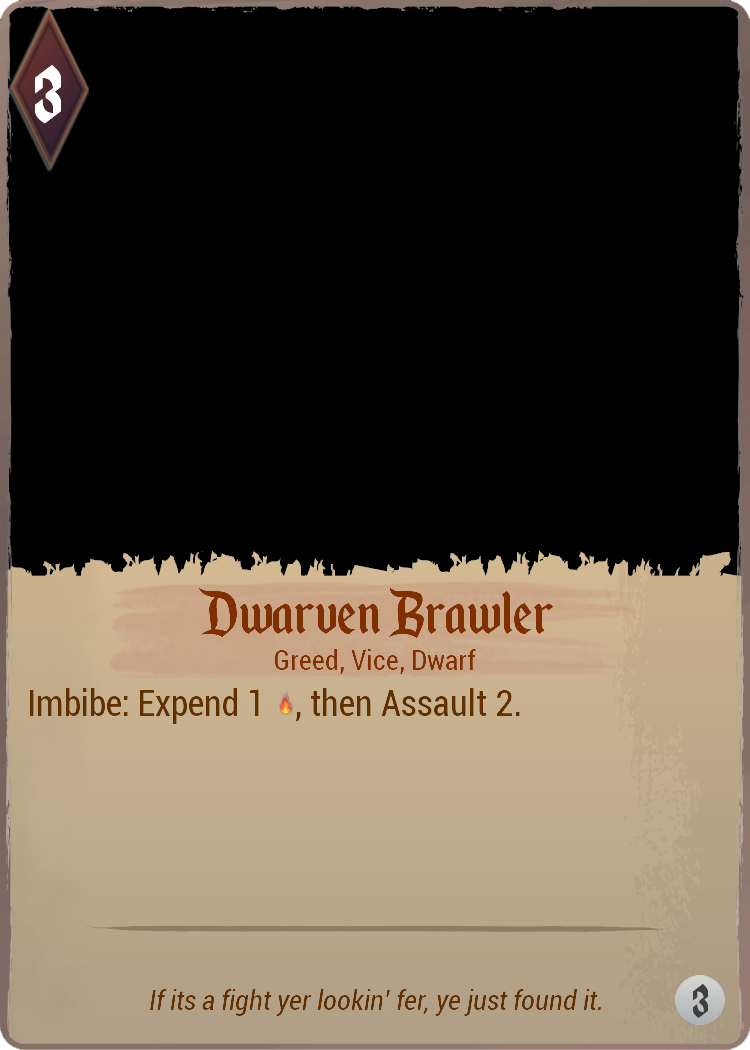 3
Dwarven Brawler
Greed, Vice, Dwarf
Imbibe: Expend 1 🔥, then Assault 2.
If its a fight yer lookin' fer, ye just found it.
3